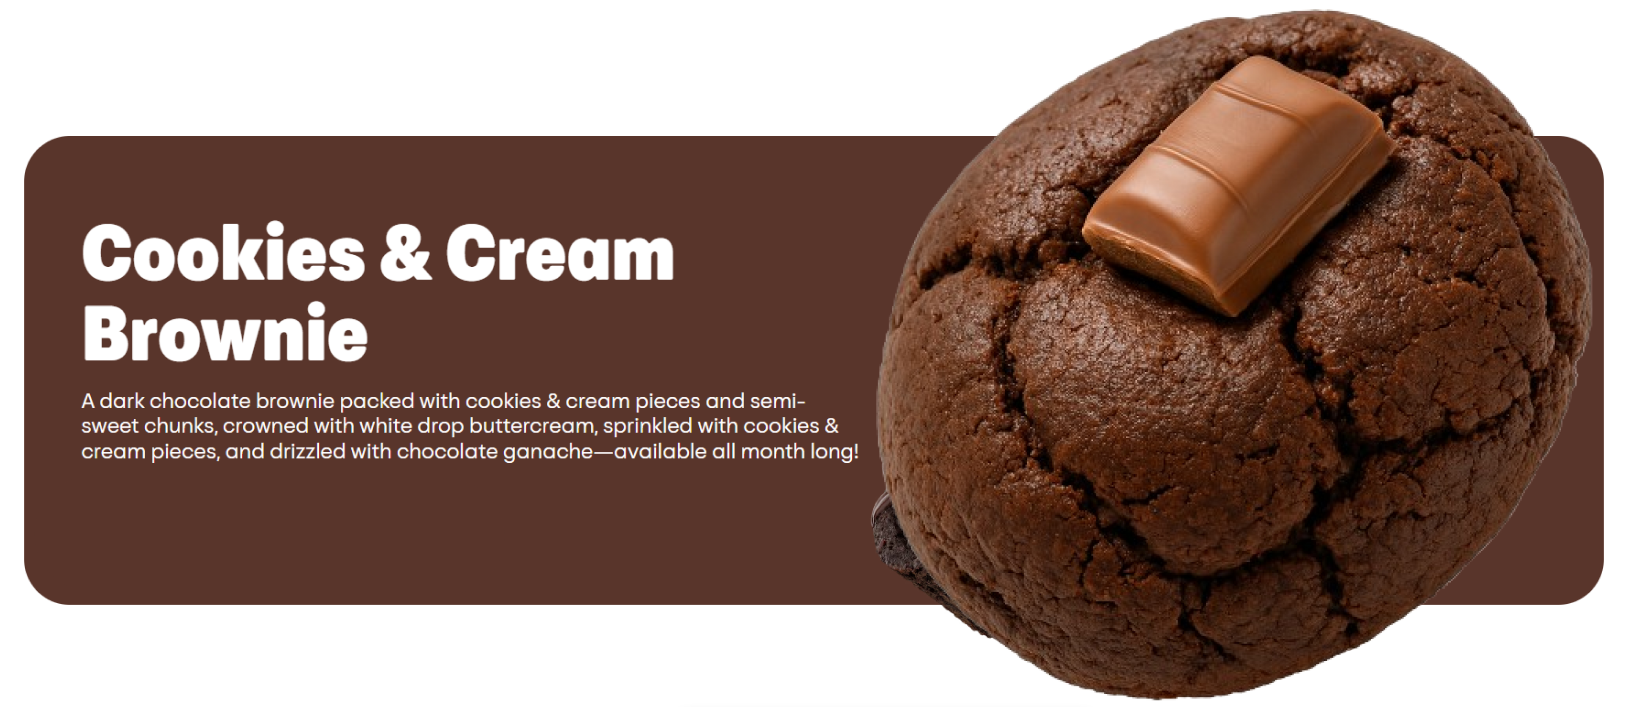 Cookies & Cream
Brownie
A dark chocolate brownie packed with cookies & cream pieces and semi-
sweet chunks, crowned with white drop buttercream, sprinkled with cookies &
cream pieces, and drizzled with chocolate ganache—available all month long!